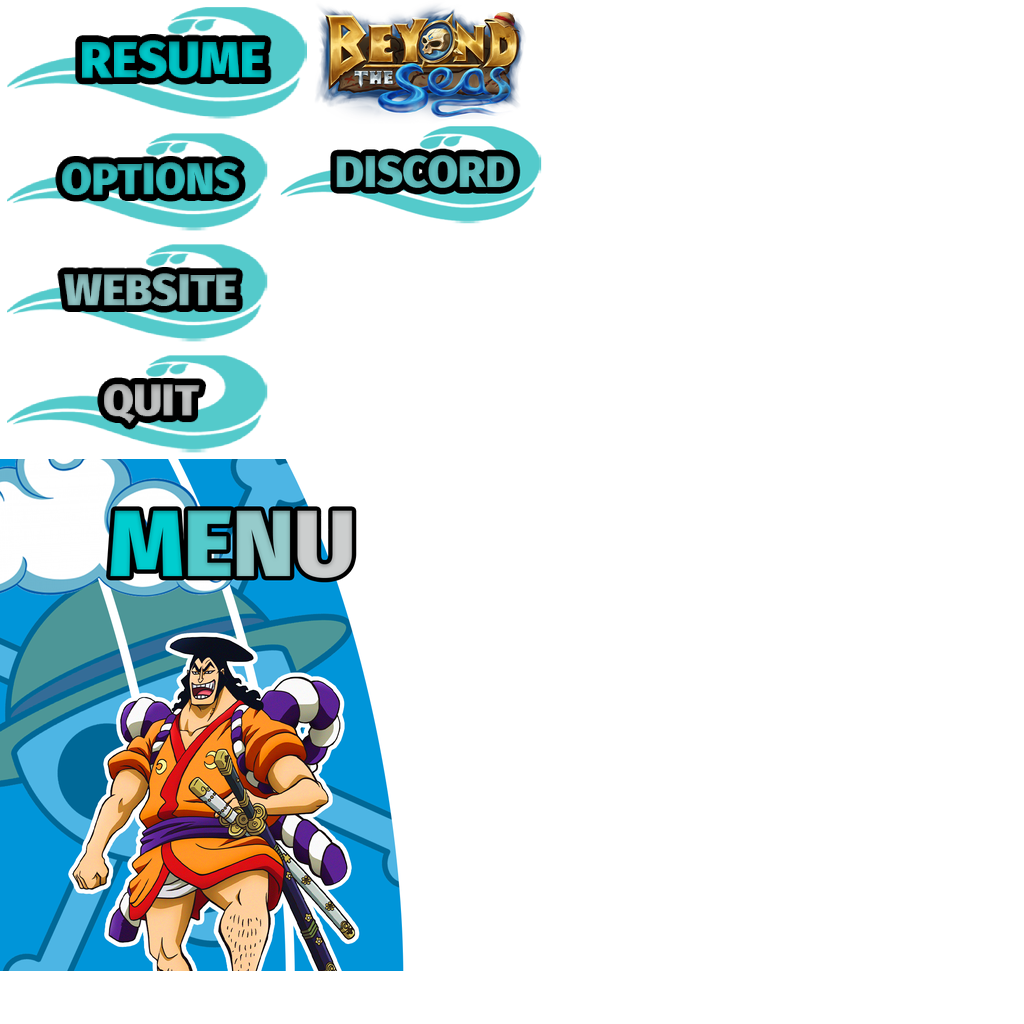 RESUME
BEYOND
THE Seas
OPTIONS
DISCORD
WEBSITE
QUIT
MENU